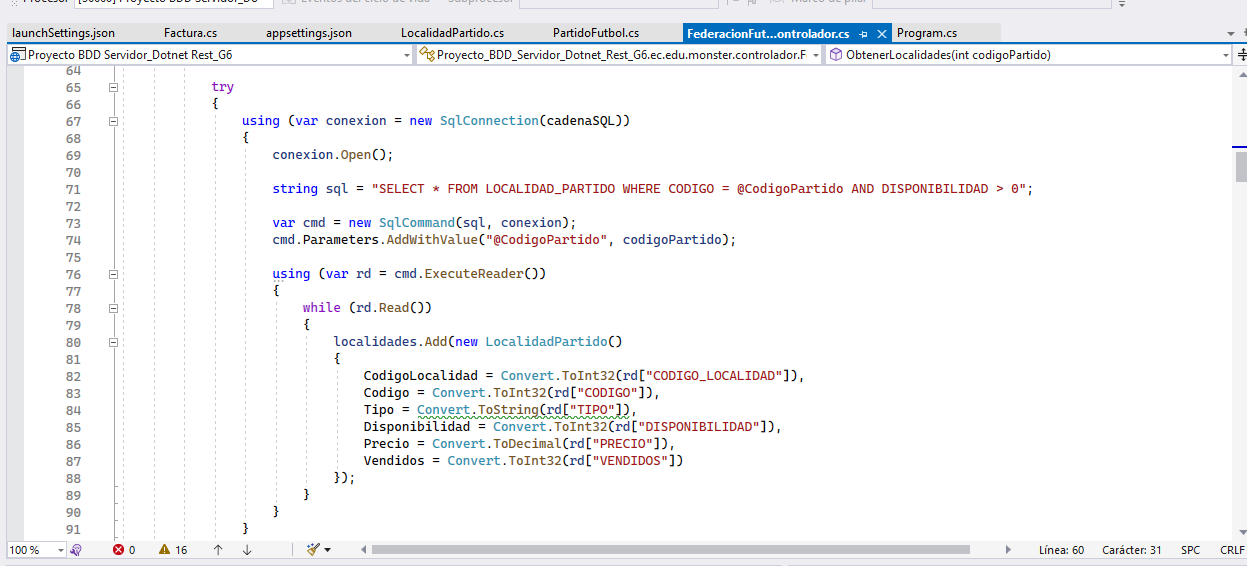 launchSettings.json Factura.cs appsettings.json LocalidadPartido.cs PartidoFutbol.cs FederacionFut...ontrolador.cs Program.cs
Proyecto BDD Servidor_Dotnet Rest_G6 Proyecto_BDD_Servidor_Dotnet_Rest_G6.ec.edu.monster.controlador.F ObtenerLocalidades(int codigoPartido)
64
65 try
66 {
67 using (var conexion = new SqlConnection(cadenaSQL))
68 {
69 conexion.Open();
70
71 string sql = "SELECT * FROM LOCALIDAD_PARTIDO WHERE CODIGO = @CodigoPartido AND DISPONIBILIDAD > 0";
72
73 var cmd = new SqlCommand(sql, conexion);
74 cmd.Parameters.AddWithValue("@CodigoPartido", codigoPartido);
75
76 using (var rd = cmd.ExecuteReader())
77 {
78 while (rd.Read())
79 {
80 localidades.Add(new LocalidadPartido()
81 {
82 CodigoLocalidad = Convert.ToInt32(rd["CODIGO_LOCALIDAD"]),
83 Codigo = Convert.ToInt32(rd["CODIGO"]),
84 Tipo = Convert.ToString(rd["TIPO"]),
85 Disponibilidad = Convert.ToInt32(rd["DISPONIBILIDAD"]),
86 Precio = Convert.ToDecimal(rd["PRECIO"]),
87 Vendidos = Convert.ToInt32(rd["VENDIDOS"])
88 });
89 }
90 }
91 }
100 % 0 16 Línea: 60 Carácter: 31 SPC CRLF